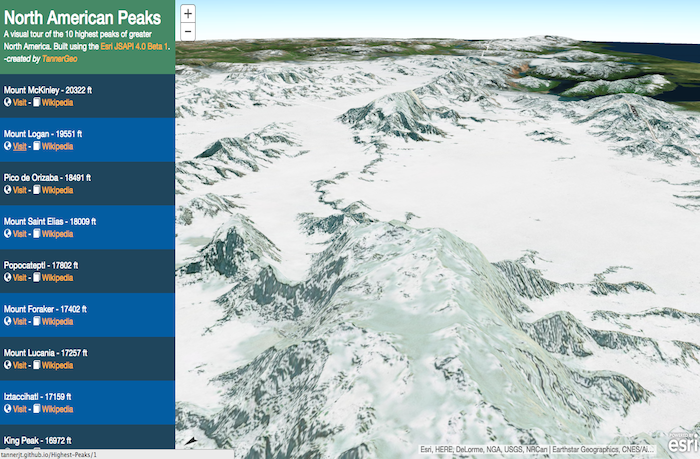 North American Peaks
A visual tour of the 10 highest peaks of greater
North America. Built using the Esri JSAPI 4.0 Beta 1.
-created by TannerGeo
Mount McKinley - 20322 ft
Visit - Wikipedia
Mount Logan - 19551 ft
Visit - Wikipedia
Pico de Orizaba - 18491 ft
Visit - Wikipedia
Mount Saint Elias - 18009 ft
Visit - Wikipedia
Popocateptl - 17802 ft
Visit - Wikipedia
Mount Foraker - 17402 ft
Visit - Wikipedia
Mount Lucania - 17257 ft
Visit - Wikipedia
Iztaccihatl - 17159 ft
Visit - Wikipedia
King Peak - 16972 ft
tannerjt.github.io/Highest-Peaks/1
+
−
Esri, HERE, DeLorme, NGA, USGS, NRCan | Earthstar Geographics, CNES/Ai...
esri